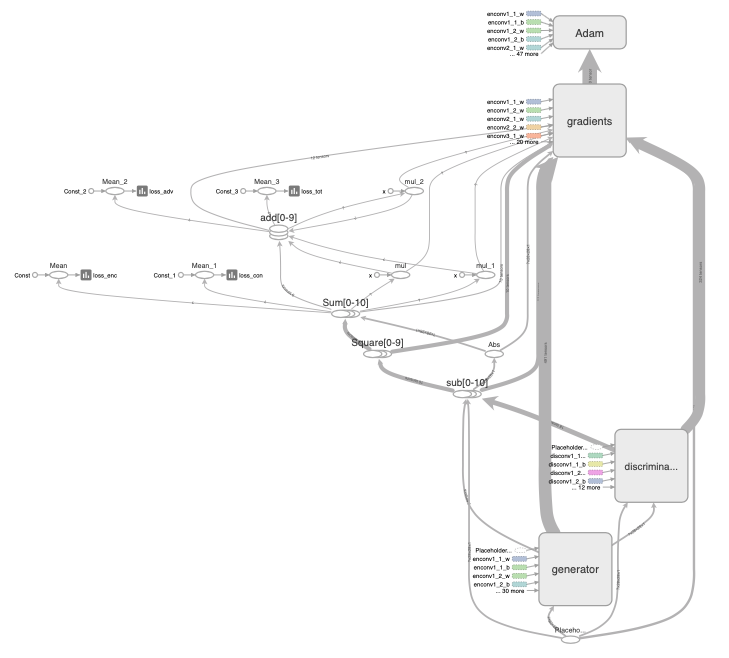 enconv1_1_w
enconv1_1_b
enconv1_2_w
enconv1_2_b
enconv2_1_w
... 47 more
Adam
enconv1_1_w
enconv1_2_w
enconv2_1_w
enconv2_2_w
enconv3_1_w
... 20 more
gradients
Mean_2
Const_2
loss_adv
Mean_3
Const_3
loss_tot
mul_2
x
add[0-9]
Mean
Const
loss_enc
Mean_1
Const_1
loss_con
mul
x
mul_1
x
Sum[0-10]
Square[0-9]
Abs
sub[0-10]
Placeholder...
disconv1_1...
disconv1_1_b
disconv1_2...
disconv1_2_b
... 12 more
discrimina...
Placeholder...
enconv1_1_w
enconv1_1_b
enconv1_2_w
enconv1_2_b
... 30 more
generator
Placeho...